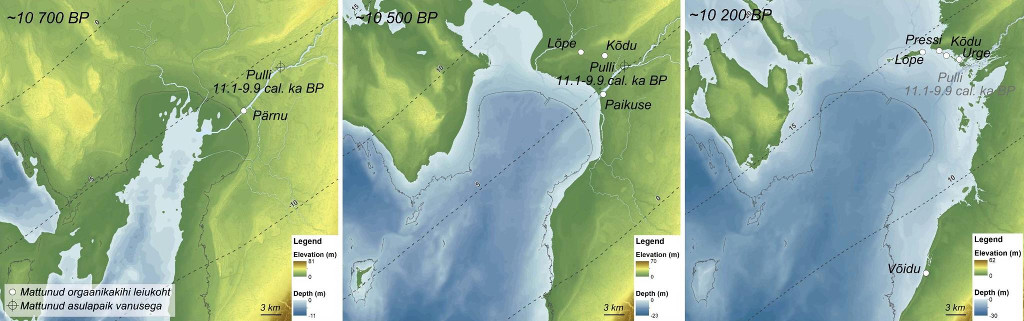 ~10 700 BP
Pulli
11.1-9.9 cal. ka BP
Pärnu
-5
-10
Mattunud orgaanikakihi leiukoht
Mattunud asulapaik vanusega
Legend
Elevation (m)
61
0
Depth (m)
0
-11
3 km
~10 500 BP
Lõpe
Kõdu
Pulli
11.1-9.9 cal. ka BP
Paikuse
10
5
0
Legend
Elevation (m)
70
0
Depth (-m)
0
-23
3 km
~10 200 BP
Pressi
Kõdu
Lõpe
Urge
Pulli
11.1-9.9 cal. ka BP
15
10
Võidu
Legend
Elevation (m)
62
0
Depth (-m)
0
-30
3 km